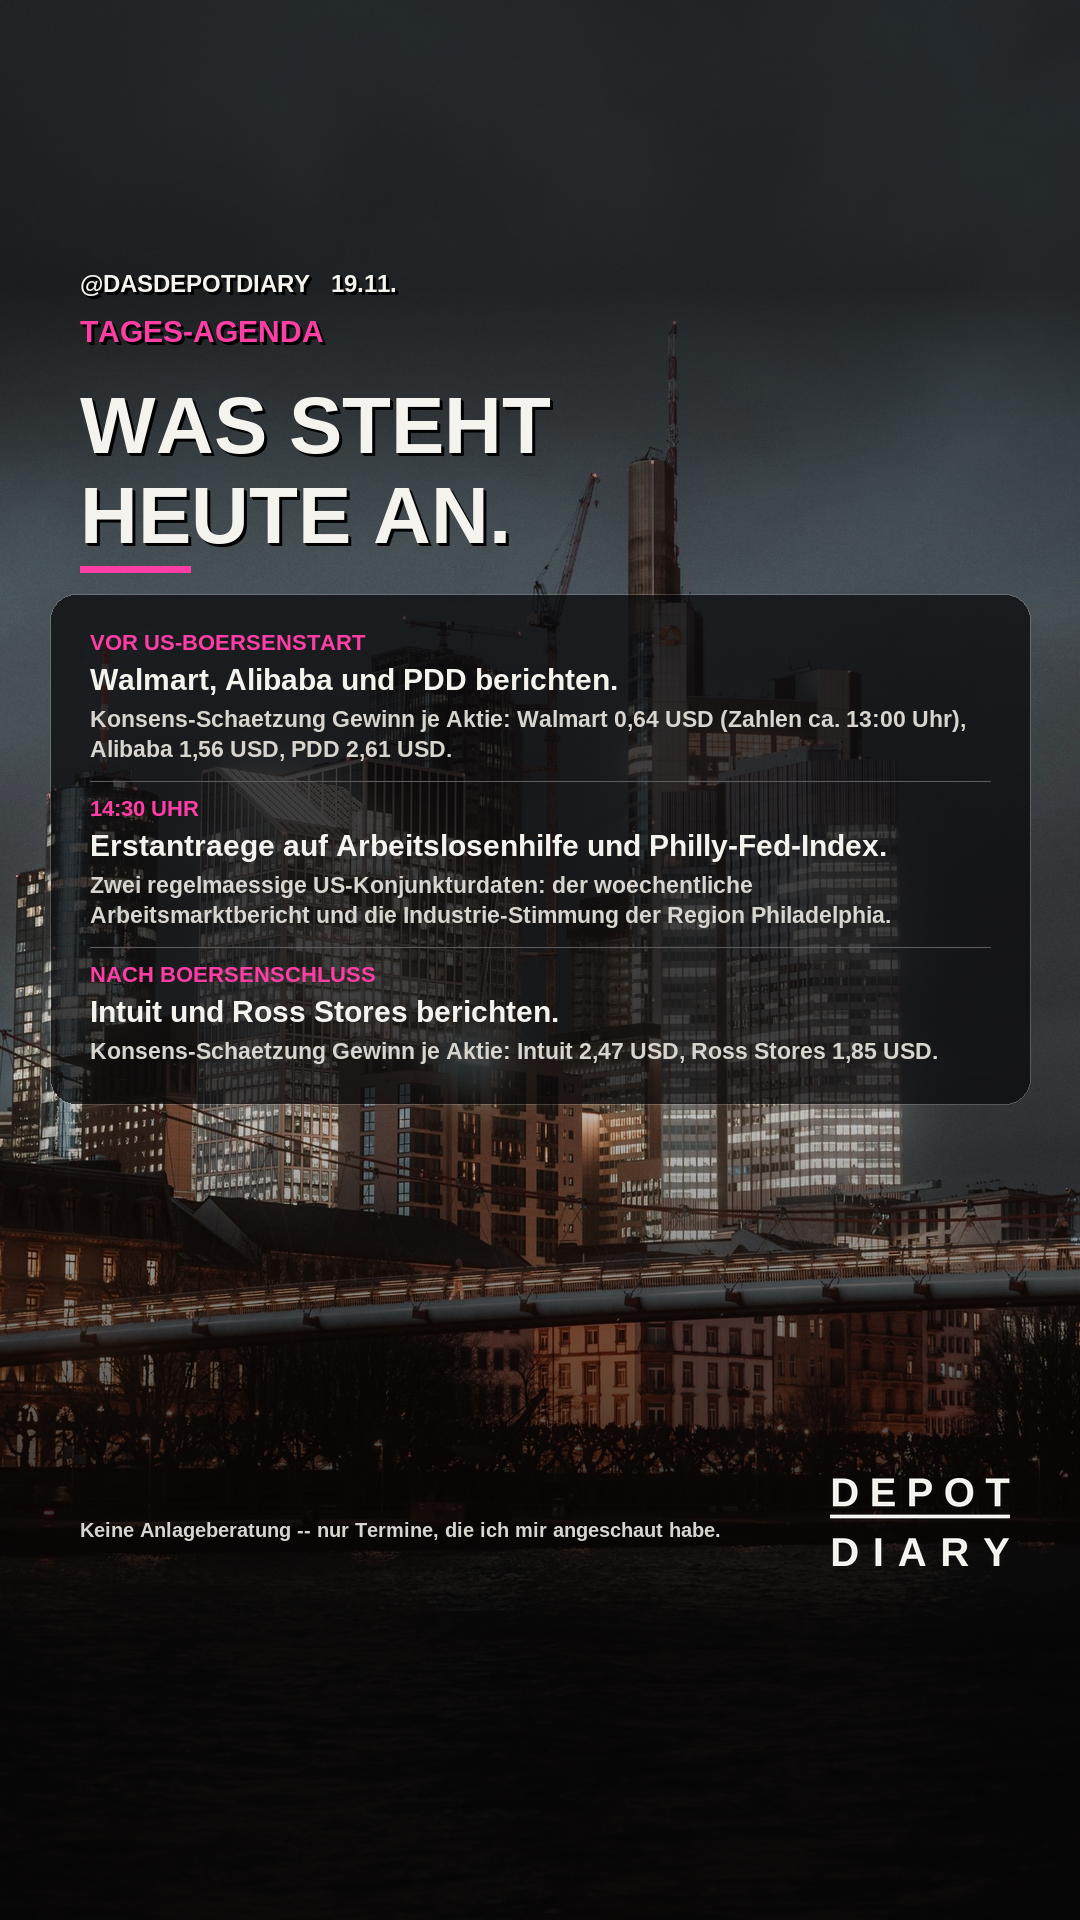 @DASDEPOTDIARY 19.11.
TAGES-AGENDA
WAS STEHT
HEUTE AN.
VOR US-BOERSENSTART
Walmart, Alibaba und PDD berichten.
Konsens-Schaetzung Gewinn je Aktie: Walmart 0,64 USD (Zahlen ca. 13:00 Uhr),
Alibaba 1,56 USD, PDD 2,61 USD.
14:30 UHR
Erstantraege auf Arbeitslosenhilfe und Philly-Fed-Index.
Zwei regelmaessige US-Konjunkturdaten: der woechentliche
Arbeitsmarktbericht und die Industrie-Stimmung der Region Philadelphia.
NACH BOERSENSCHLUSS
Intuit und Ross Stores berichten.
Konsens-Schaetzung Gewinn je Aktie: Intuit 2,47 USD, Ross Stores 1,85 USD.
Keine Anlageberatung -- nur Termine, die ich mir angeschaut habe.
DEPOT
DIARY